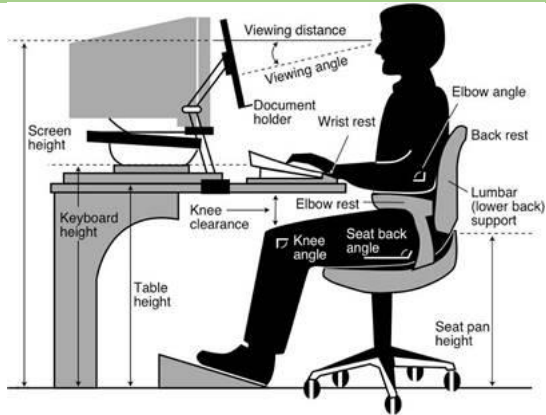 Viewing distance
Viewing angle
Document
holder
Elbow angle
Wrist rest
Back rest
Screen
height
Lumbar
(lower back)
support
Elbow rest
Keyboard
height
Knee
clearance
Knee
angle
Seat back
angle
Table
height
Seat pan
height